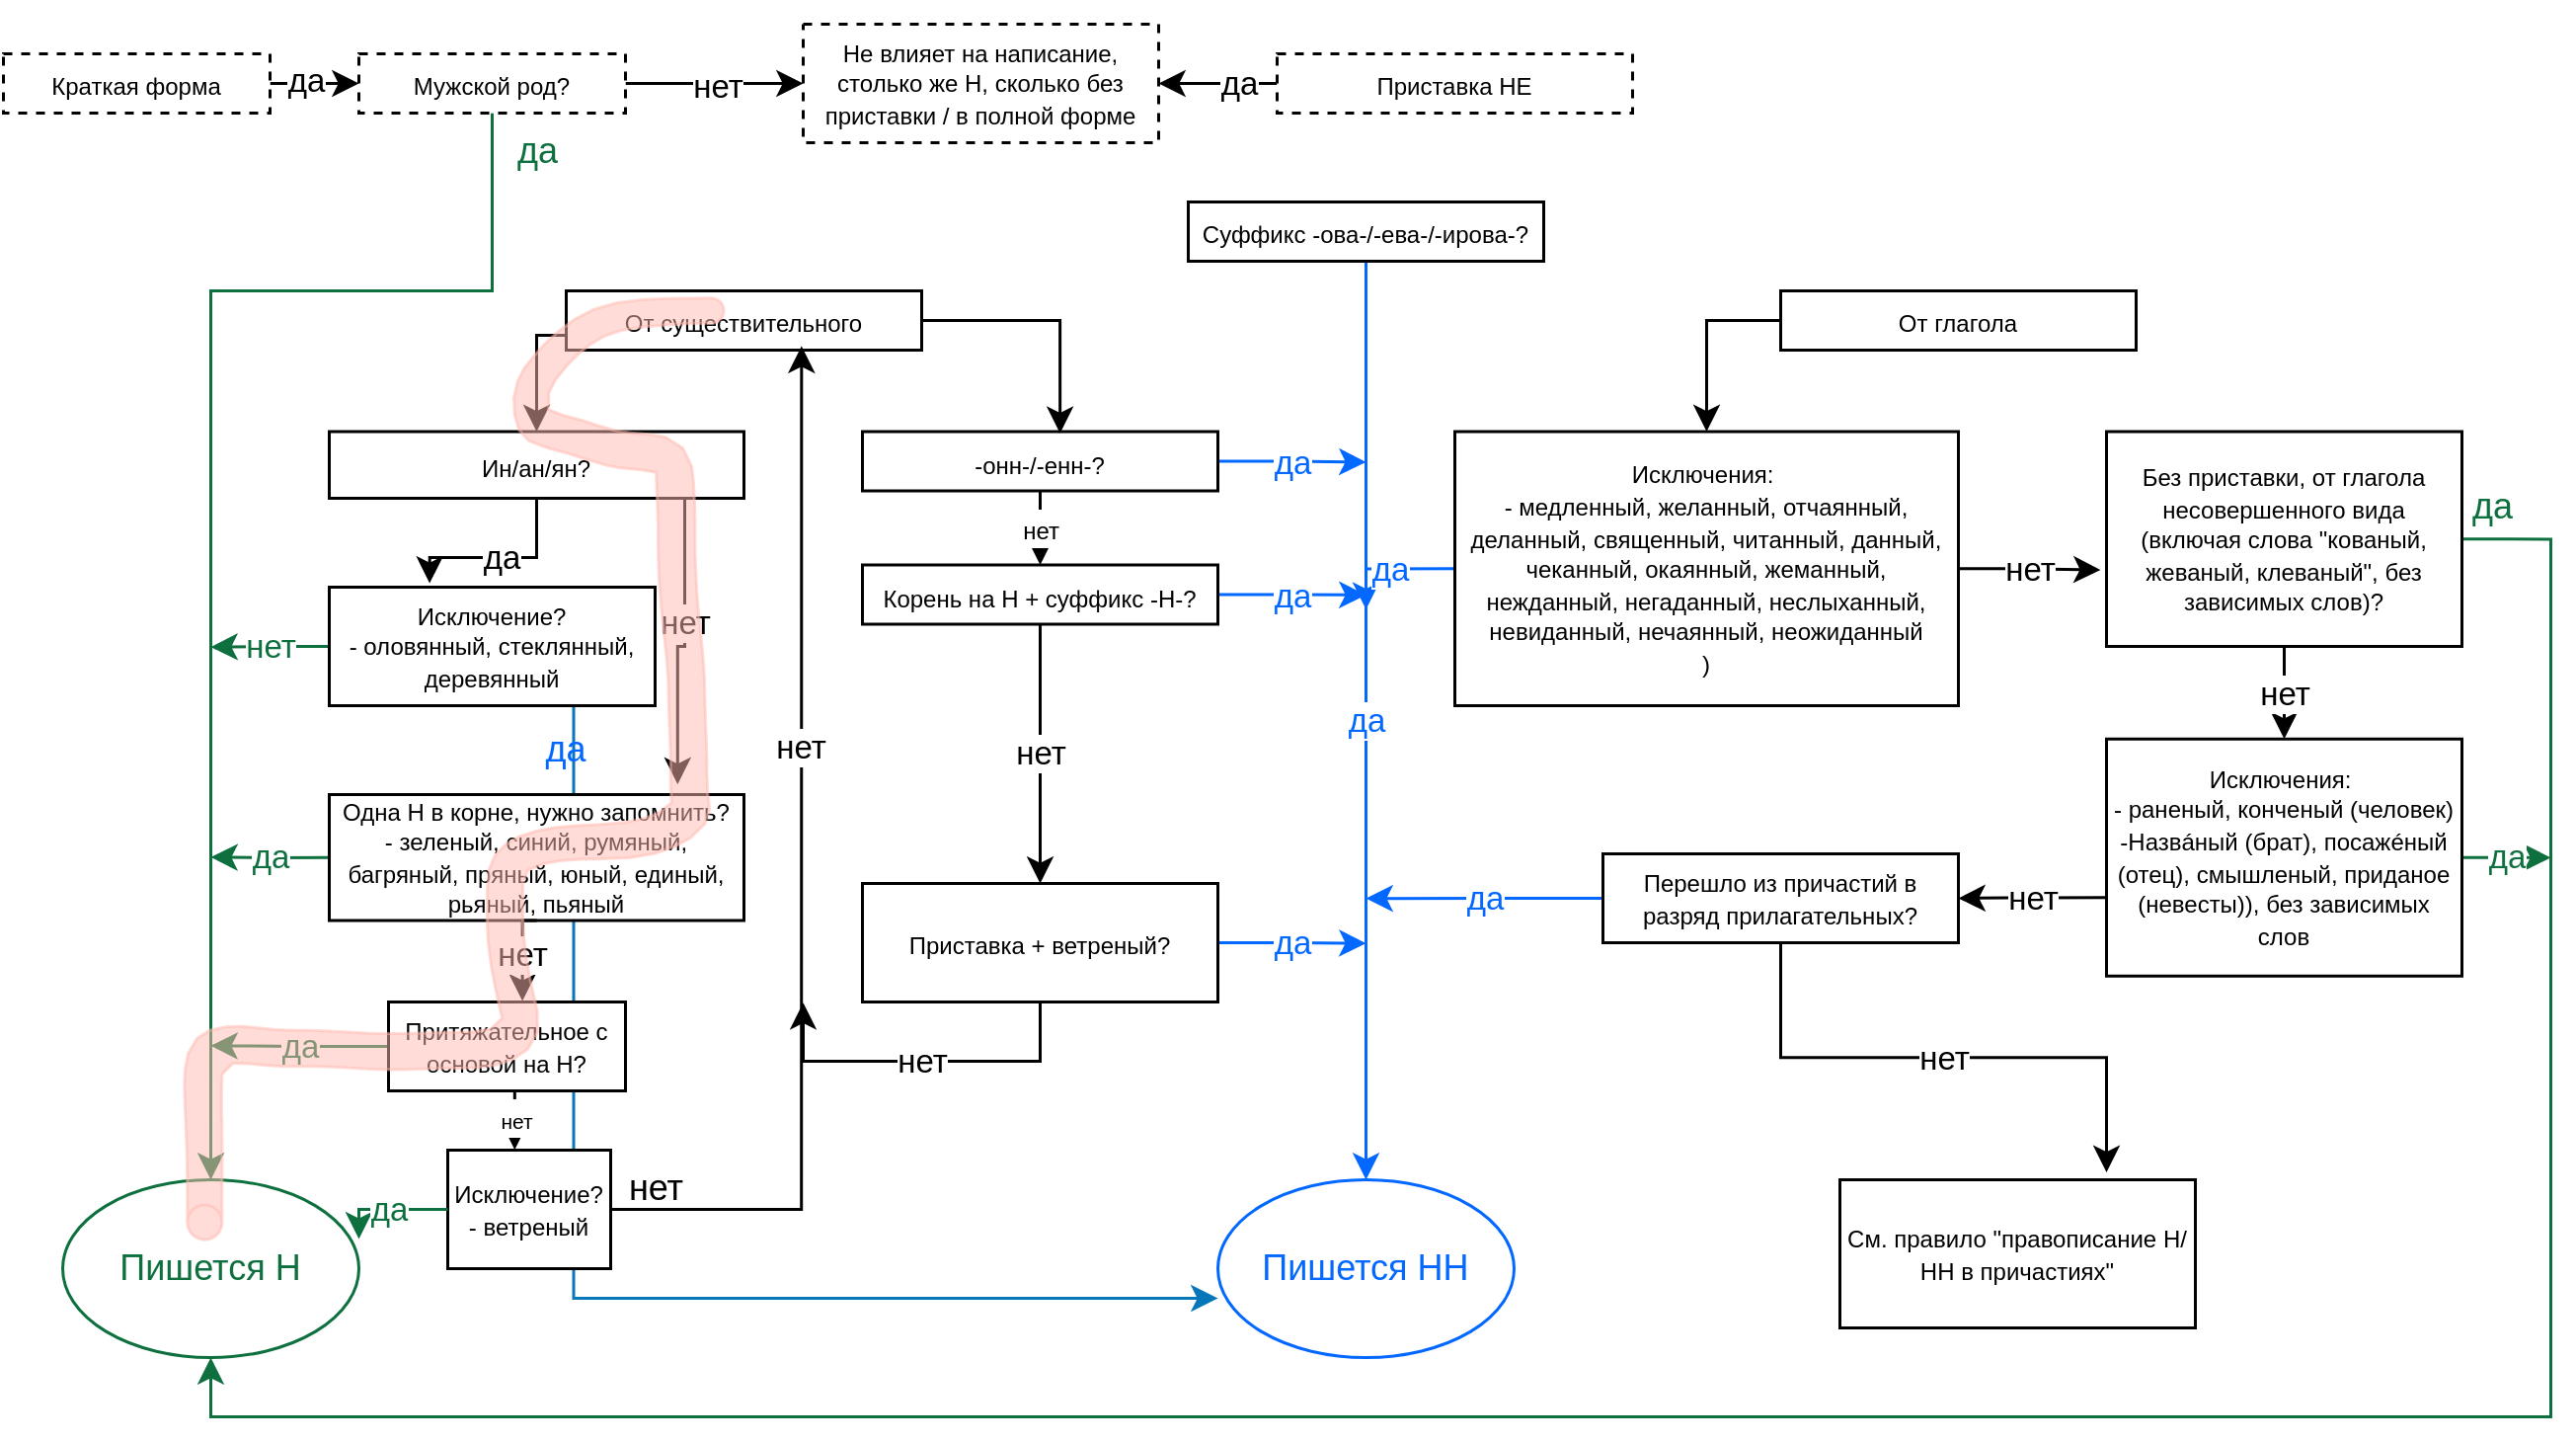 Краткая форма
да
Мужской род?
нет
Не влияет на написание,
столько же Н, сколько без
приставки / в полной форме
да
Приставка НЕ
да
Суффикс -ова-/-ева-/-ирова-?
От существительного
От глагола
Ин/ан/ян?
-онн-/-енн-?
да
нет
да
Исключение?
- оловянный, стеклянный,
деревянный
нет
да
нет
Корень на Н + суффикс -Н-?
да
нет
Одна Н в корне, нужно запомнить?
- зеленый, синий, румяный,
багряный, пряный, юный, единый,
рьяный, пьяный
да
нет
Притяжательное с
основой на Н?
да
нет
Исключение?
- ветреный
да
нет
нет
Приставка + ветреный?
да
нет
да
Исключения:
- медленный, желанный, отчаянный,
деланный, священный, читанный, данный,
чеканный, окаянный, жеманный,
нежданный, негаданный, неслыханный,
невиданный, нечаянный, неожиданный
)
да
нет
Без приставки, от глагола
несовершенного вида
(включая слова "кованый,
жеваный, клеваный", без
зависимых слов)?
да
нет
Исключения:
- раненый, конченый (человек)
-Назва́ный (брат), посажéный
(отец), смышленый, приданое
(невесты)), без зависимых
слов
да
нет
Перешло из причастий в
разряд прилагательных?
да
нет
См. правило "правописание Н/
НН в причастиях"
Пишется Н
Пишется НН